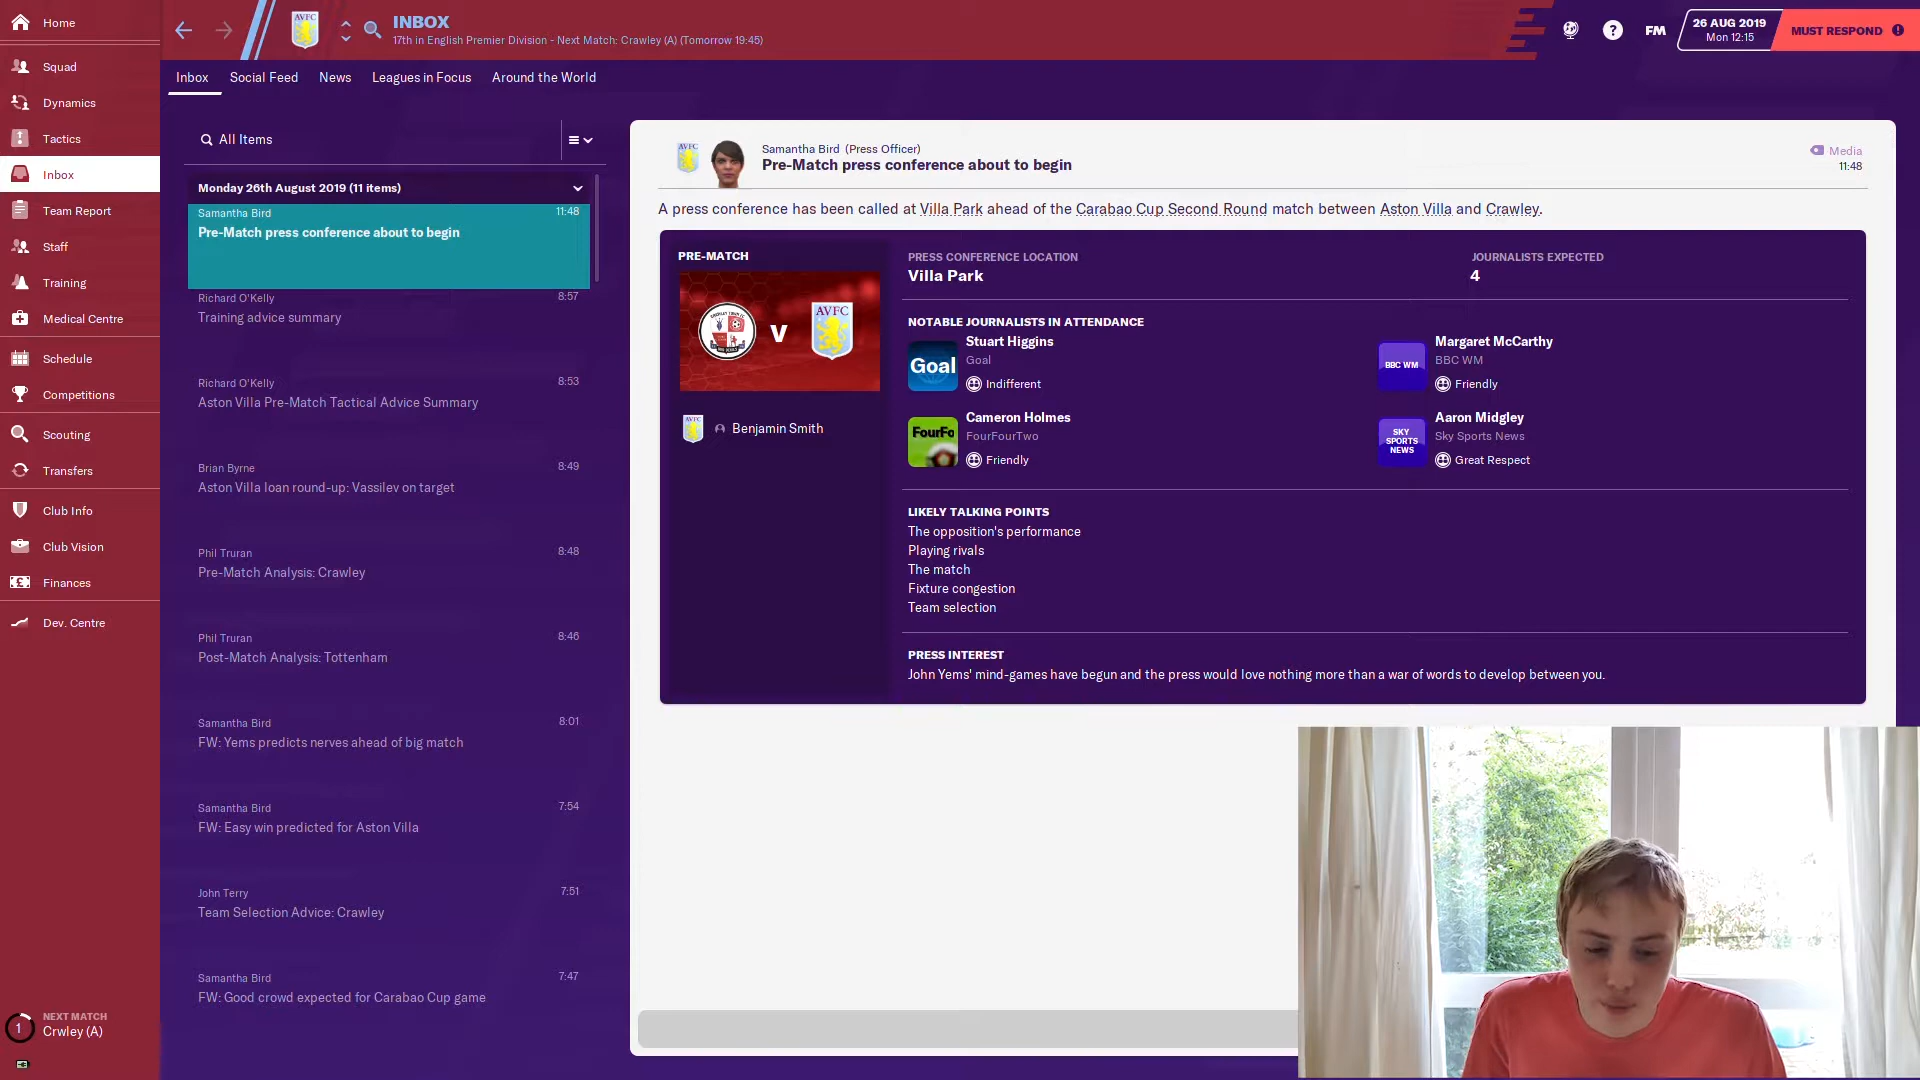 Home
Squad
Dynamics
Tactics
Inbox
Team Report
Staff
Training
Medical Centre
Schedule
Competitions
Scouting
Transfers
Club Info
Club Vision
Finances
Dev. Centre
1
NEXT MATCH
Crwley (A)
AVFC
INBOX
17th in English Premier Division - Next Match: Crawley (A) (Tomorrow 19:45)
?
FM
26 AUG 2019
Mon 12:15
MUST RESPOND
Inbox
Social Feed
News
Leagues in Focus
Around the World
All Items
Monday 26th August 2019 (11 items)
Samantha Bird 11:48
Pre-Match press conference about to begin
Richard O'Kelly 8:57
Training advice summary
Richard O'Kelly 8:53
Aston Villa Pre-Match Tactical Advice Summary
Brian Byrne 8:49
Aston Villa loan round-up: Vassilev on target
Phil Truran 8:48
Pre-Match Analysis: Crawley
Phil Truran 8:46
Post-Match Analysis: Tottenham
Samantha Bird 8:01
FW: Yems predicts nerves ahead of big match
Samantha Bird 7:54
FW: Easy win predicted for Aston Villa
John Terry 7:51
Team Selection Advice: Crawley
Samantha Bird 7:47
FW: Good crowd expected for Carabao Cup game
AVFC
Samantha Bird (Press Officer)
Pre-Match press conference about to begin
Media
11:48
A press conference has been called at Villa Park ahead of the Carabao Cup Second Round match between Aston Villa and Crawley.
PRE-MATCH
V
AVFC
AVFC
Benjamin Smith
PRESS CONFERENCE LOCATION
Villa Park
JOURNALISTS EXPECTED
4
NOTABLE JOURNALISTS IN ATTENDANCE
Goal
Stuart Higgins
Goal
Indifferent
BBC WM
Margaret McCarthy
BBC WM
Friendly
FourFo
Cameron Holmes
FourFourTwo
Friendly
SKY
SPORTS
NEWS
Aaron Midgley
Sky Sports News
Great Respect
LIKELY TALKING POINTS
The opposition's performance
Playing rivals
The match
Fixture congestion
Team selection
PRESS INTEREST
John Yems' mind-games have begun and the press would love nothing more than a war of words to develop between you.